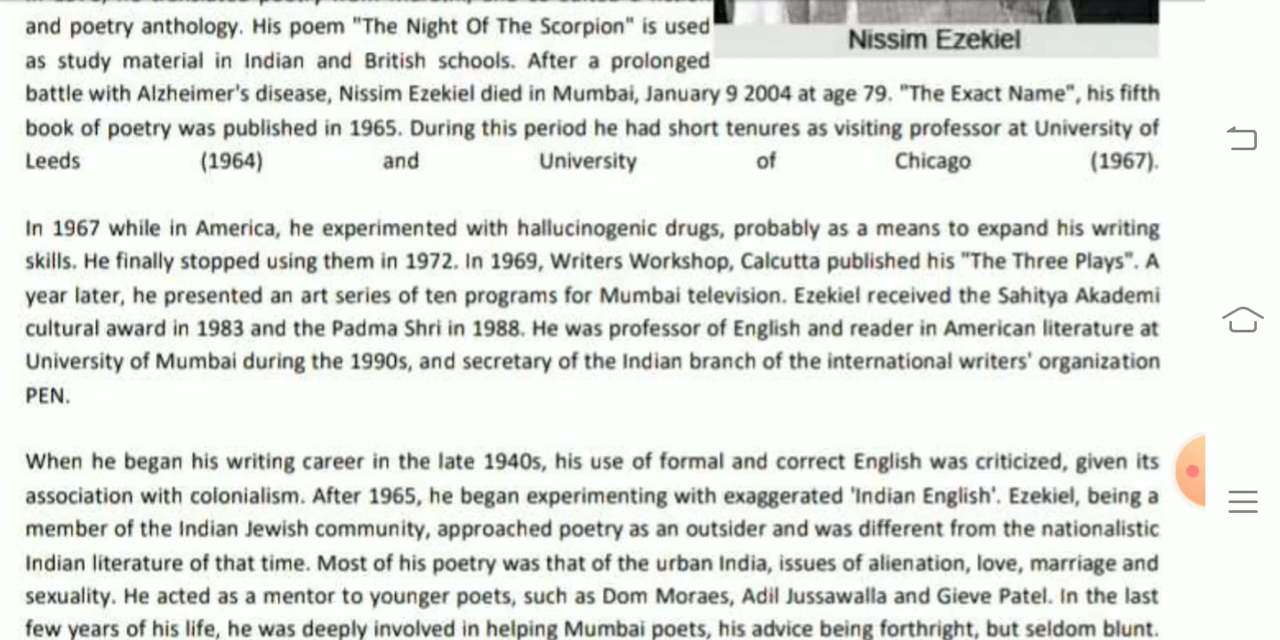 and poetry anthology. His poem "The Night Of The Scorpion" is used
Nissim Ezekiel
as study material in Indian and British schools. After a prolonged
battle with Alzheimer's disease, Nissim Ezekiel died in Mumbai, January 9 2004 at age 79. "The Exact Name", his fifth
book of poetry was published in 1965. During this period he had short tenures as visiting professor at University of
Leeds (1964) and University of Chicago (1967).
In 1967 while in America, he experimented with hallucinogenic drugs, probably as a means to expand his writing
skills. He finally stopped using them in 1972. In 1969, Writers Workshop, Calcutta published his "The Three Plays". A
year later, he presented an art series of ten programs for Mumbai television. Ezekiel received the Sahitya Akademi
cultural award in 1983 and the Padma Shri in 1988. He was professor of English and reader in American literature at
University of Mumbai during the 1990s, and secretary of the Indian branch of the international writers' organization
PEN.
When he began his writing career in the late 1940s, his use of formal and correct English was criticized, given its
association with colonialism. After 1965, he began experimenting with exaggerated 'Indian English'. Ezekiel, being a
member of the Indian Jewish community, approached poetry as an outsider and was different from the nationalistic
Indian literature of that time. Most of his poetry was that of the urban India, issues of alienation, love, marriage and
sexuality. He acted as a mentor to younger poets, such as Dom Moraes, Adil Jussawalla and Gieve Patel. In the last
few years of his life, he was deeply involved in helping Mumbai poets, his advice being forthright, but seldom blunt.